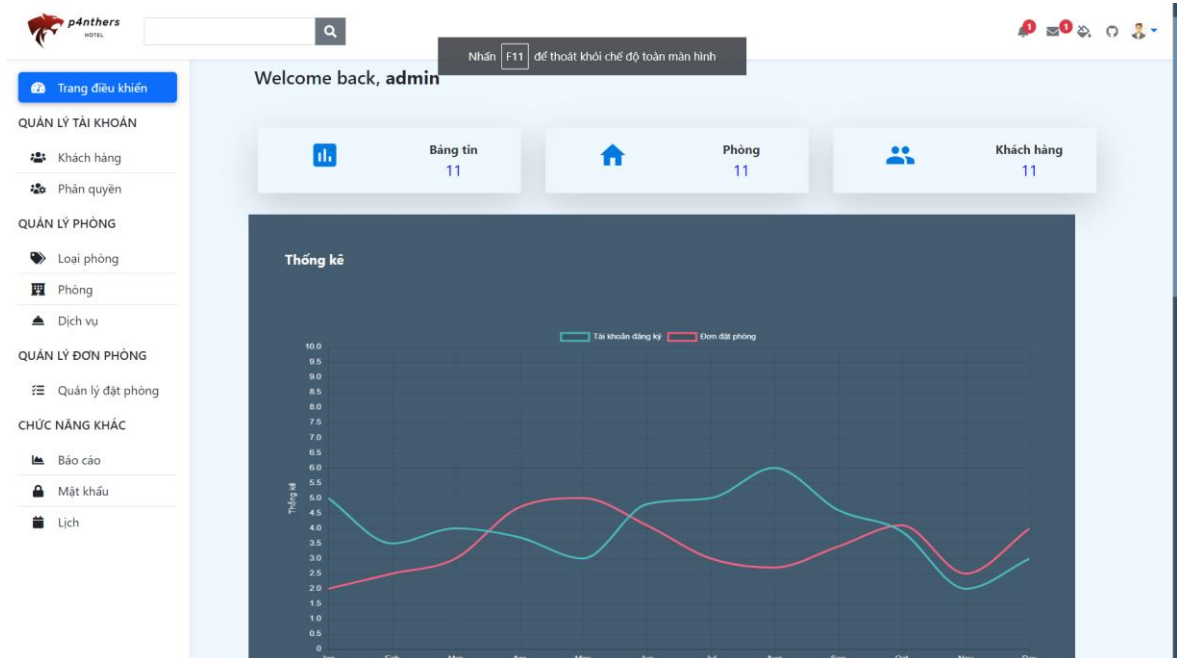 p4nthers
HOTEL
1
0
Nhấn F11 để thoát khỏi chế độ toàn màn hình
Welcome back, admin
Trang điều khiển
QUẢN LÝ TÀI KHOẢN
Khách hàng
Phân quyền
QUẢN LÝ PHÒNG
Loại phòng
Phòng
Dịch vụ
QUẢN LÝ ĐƠN PHÒNG
Quản lý đặt phòng
CHỨC NĂNG KHÁC
Báo cáo
Mật khẩu
Lịch
Bảng tin
11
Phòng
11
Khách hàng
11
Thống kê
Tài khoản đăng ký
Đơn đặt phòng
Thống kê
10.0
9.5
9.0
8.5
8.0
7.5
7.0
6.5
6.0
5.5
5.0
4.5
4.0
3.5
3.0
2.5
2.0
1.5
1.0
0.5
0